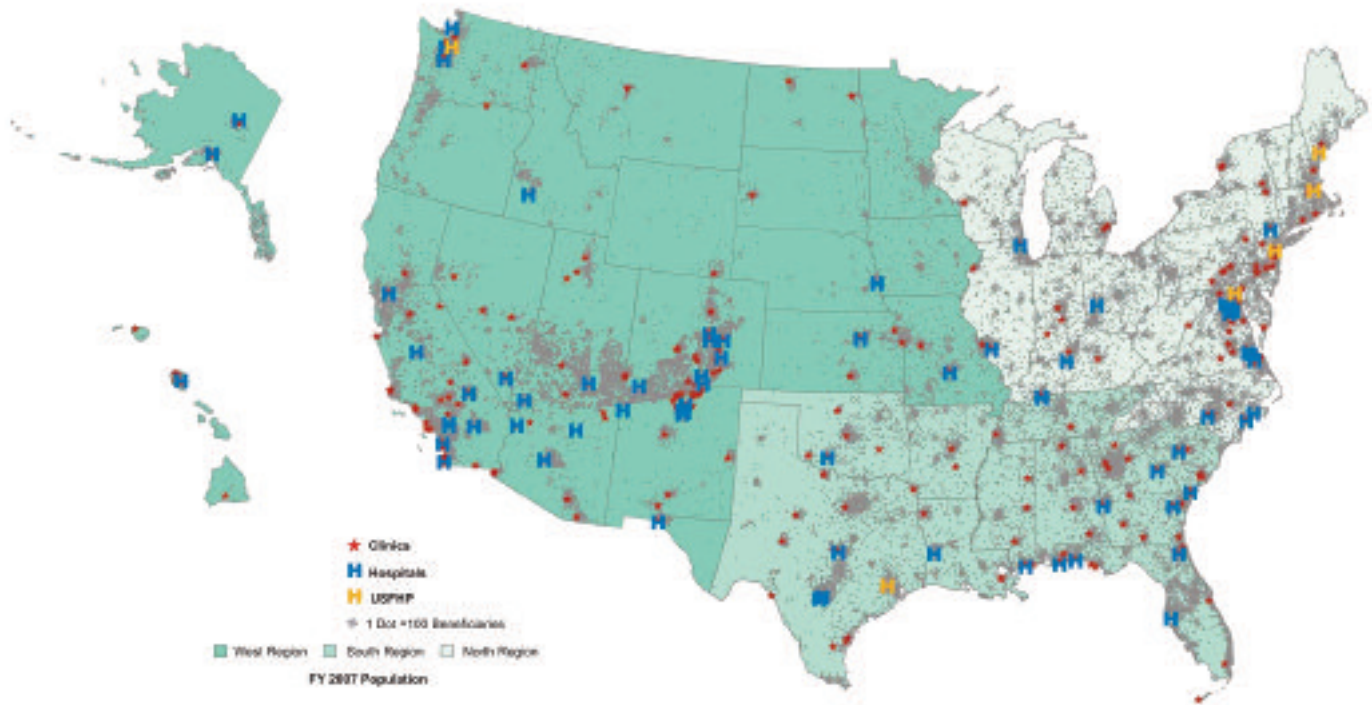 Clinics
Hospitals
USFHP
1 Dot =100 Beneficiaries
West Region South Region North Region
FY 2007 Population